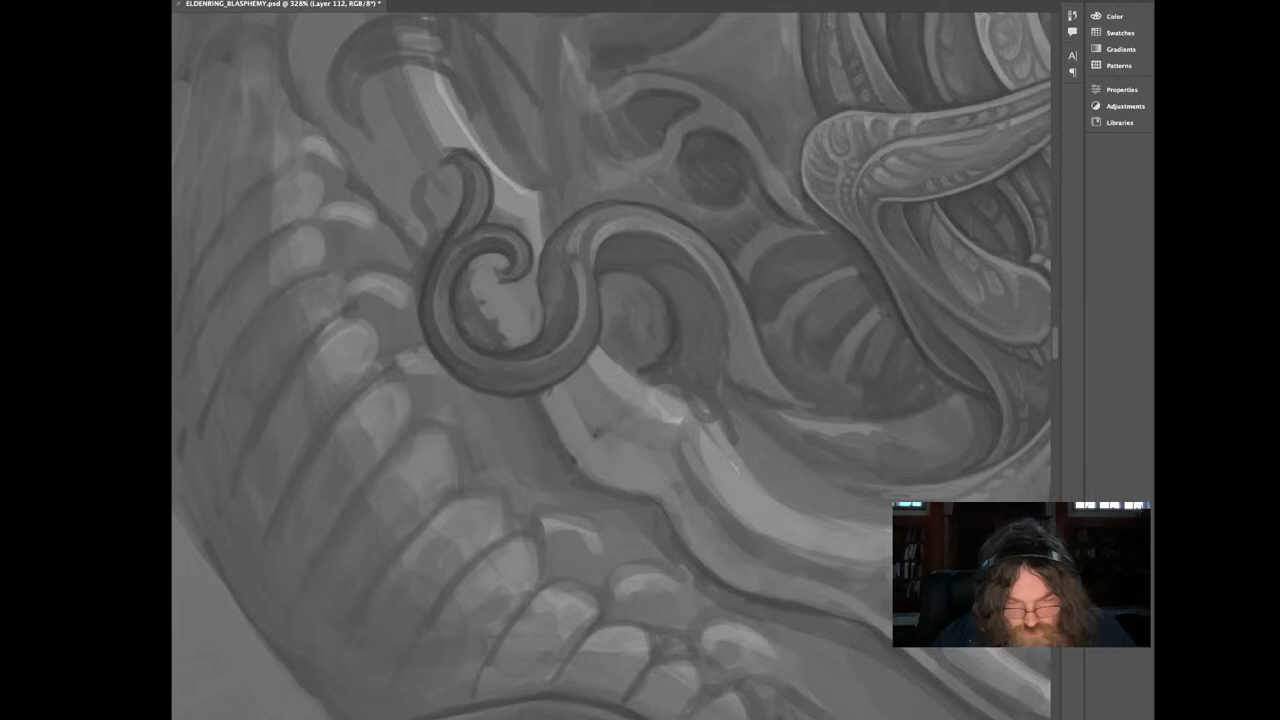 × ELDENRING_BLASPHEMY.psd @ 328% (Layer 112, RGB/8*) *
Color
Swatches
Gradients
Patterns
Properties
Adjustments
Libraries